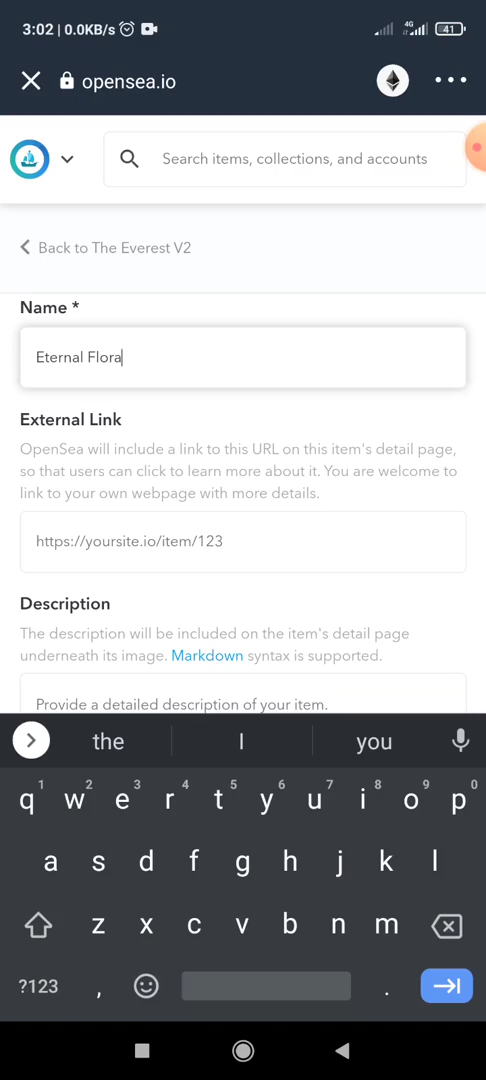 3:02 | 0.0KB/s 4G 41
opensea.io
Search items, collections, and accounts
Back to The Everest V2
Name *
Eternal Flora
External Link
OpenSea will include a link to this URL on this item's detail page,
so that users can click to learn more about it. You are welcome to
link to your own webpage with more details.
https://yoursite.io/item/123
Description
The description will be included on the item's detail page
underneath its image. Markdown syntax is supported.
Provide a detailed description of your item.
the I you
1 2 3 4 5 6 7 8 9 0
q w e r t y u i o p
a s d f g h j k l
z x c v b n m
?123 , .